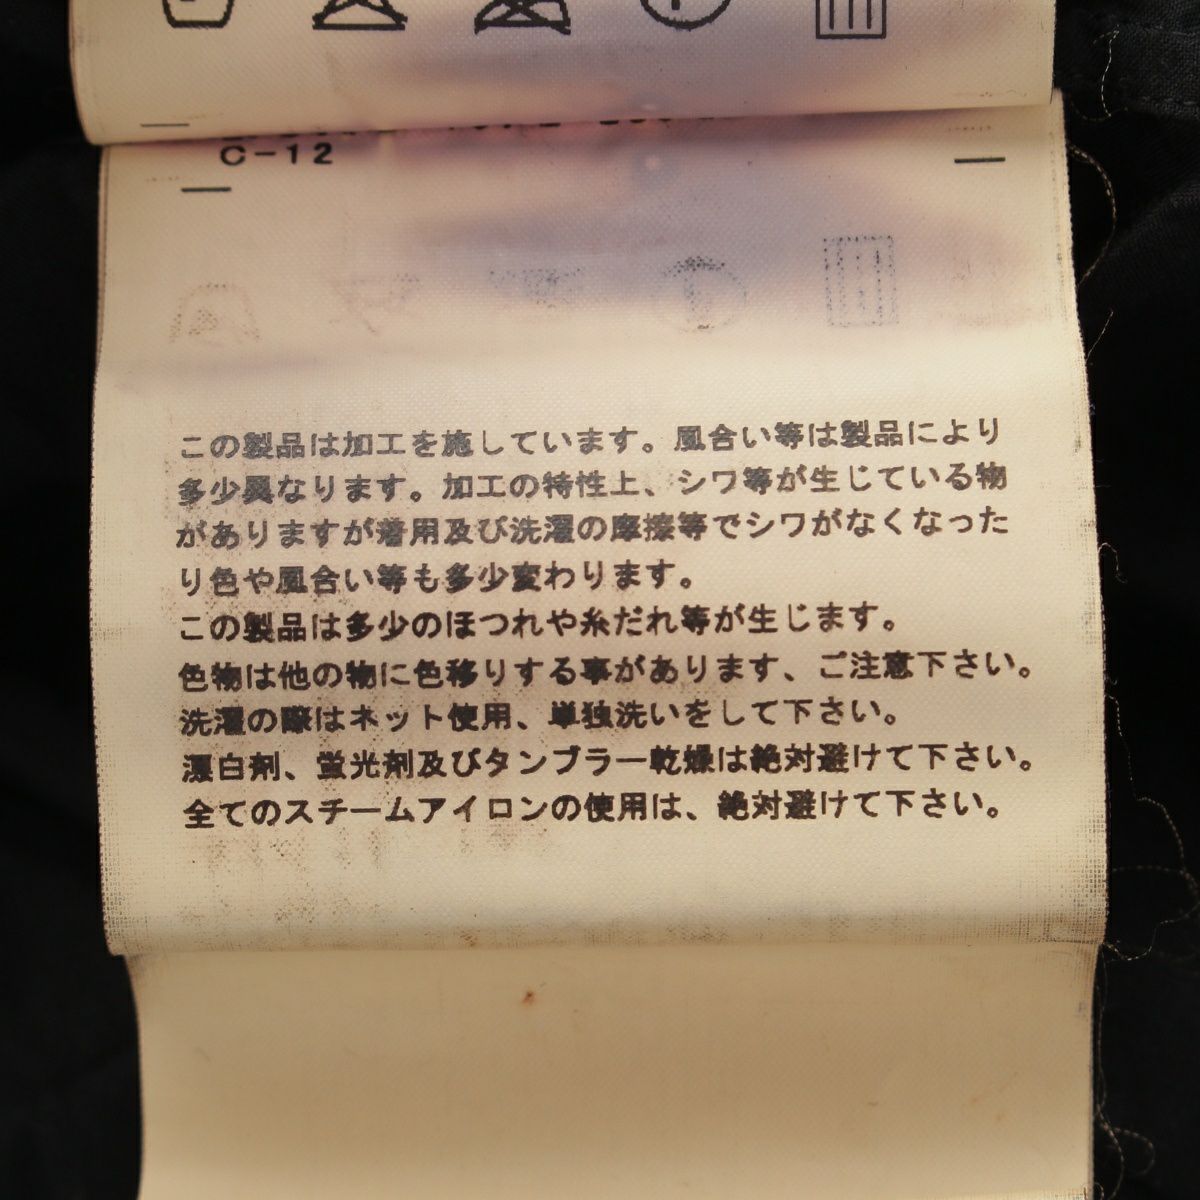 C-12
この製品は加工を施しています。風合い等は製品により
多少異なります。加工の特性上、シワ等が生じている物
がありますが着用及び洗濯の摩擦等でシワがなくなった
り色や風合い等も多少変わります。
この製品は多少のほつれや糸だれ等が生じます。
色物は他の物に色移りする事があります、ご注意下さい。
洗濯の際はネット使用、単独洗いをして下さい。
漂白剤、蛍光剤及びタンブラー乾燥は絶対避けて下さい。
全てのスチームアイロンの使用は、絶対避けて下さい。